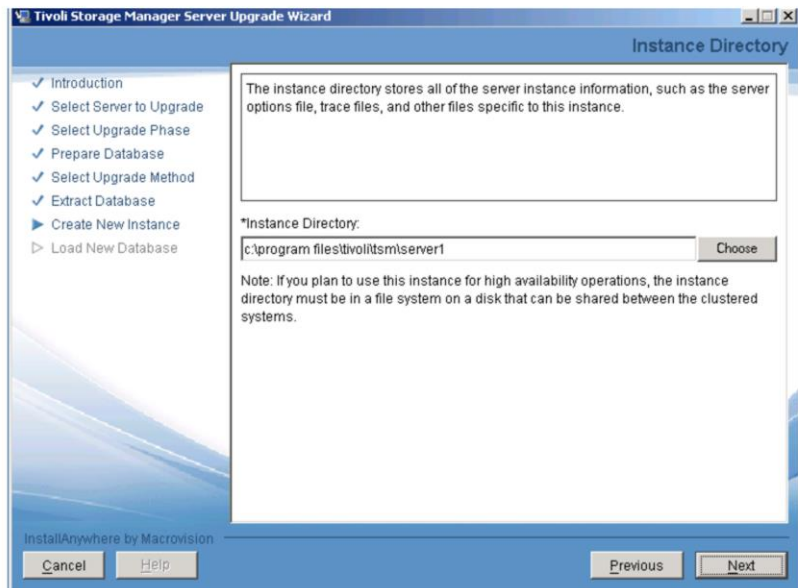 Tivoli Storage Manager Server Upgrade Wizard
Instance Directory
Introduction
Select Server to Upgrade
Select Upgrade Phase
Prepare Database
Select Upgrade Method
Extract Database
Create New Instance
Load New Database
The instance directory stores all of the server instance information, such as the server
options file, trace files, and other files specific to this instance.
*Instance Directory:
c:\program files\tivoli\tsm\server1
Choose
Note: If you plan to use this instance for high availability operations, the instance
directory must be in a file system on a disk that can be shared between the clustered
systems.
InstallAnywhere by Macrovision
Cancel
Help
Previous
Next